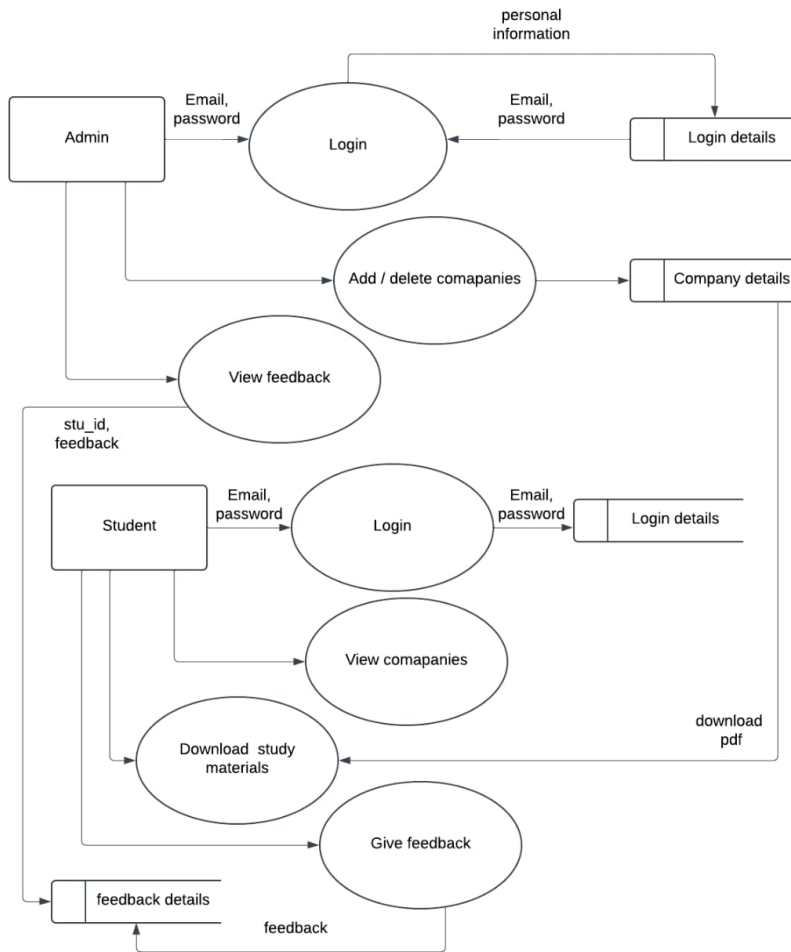 personal
information
Email,
password
Email,
password
Admin
Login
Login details
Add / delete comapanies
Company details
View feedback
stu_id,
feedback
Email,
password
Email,
password
Student
Login
Login details
View comapanies
download
pdf
Download study
materials
Give feedback
feedback details
feedback